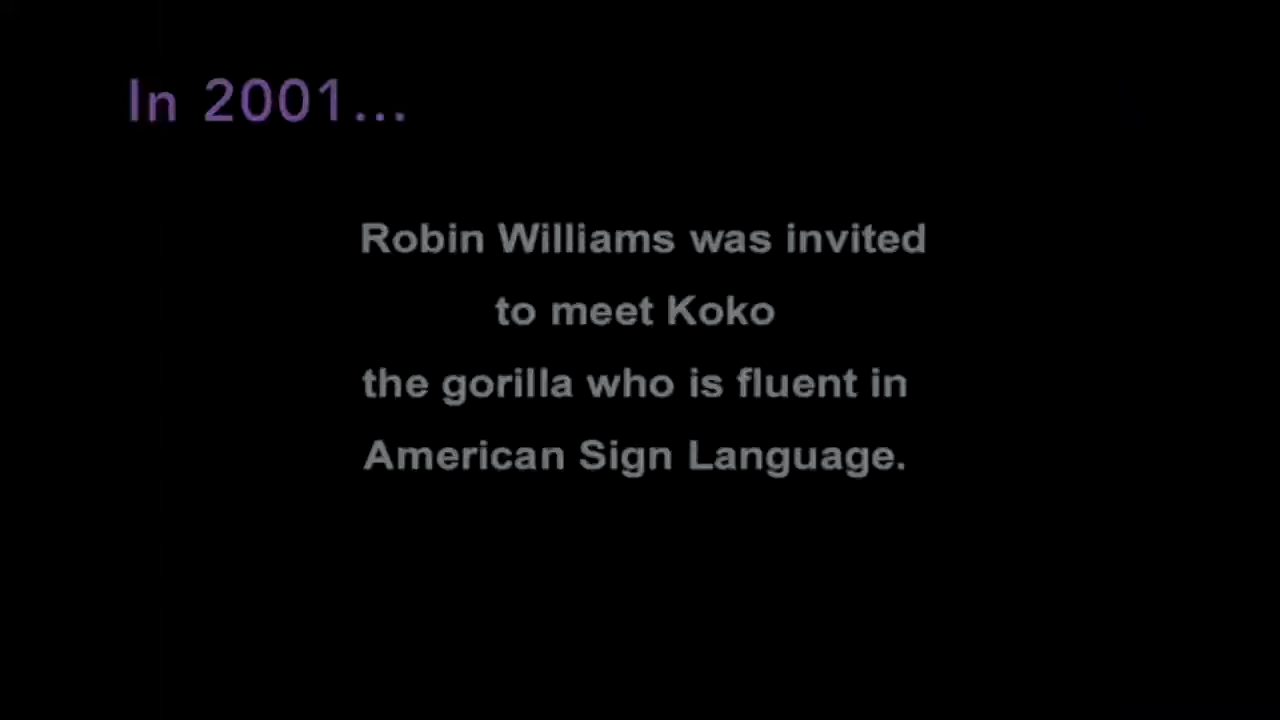 In 2001...
Robin Williams was invited
to meet Koko
the gorilla who is fluent in
American Sign Language.